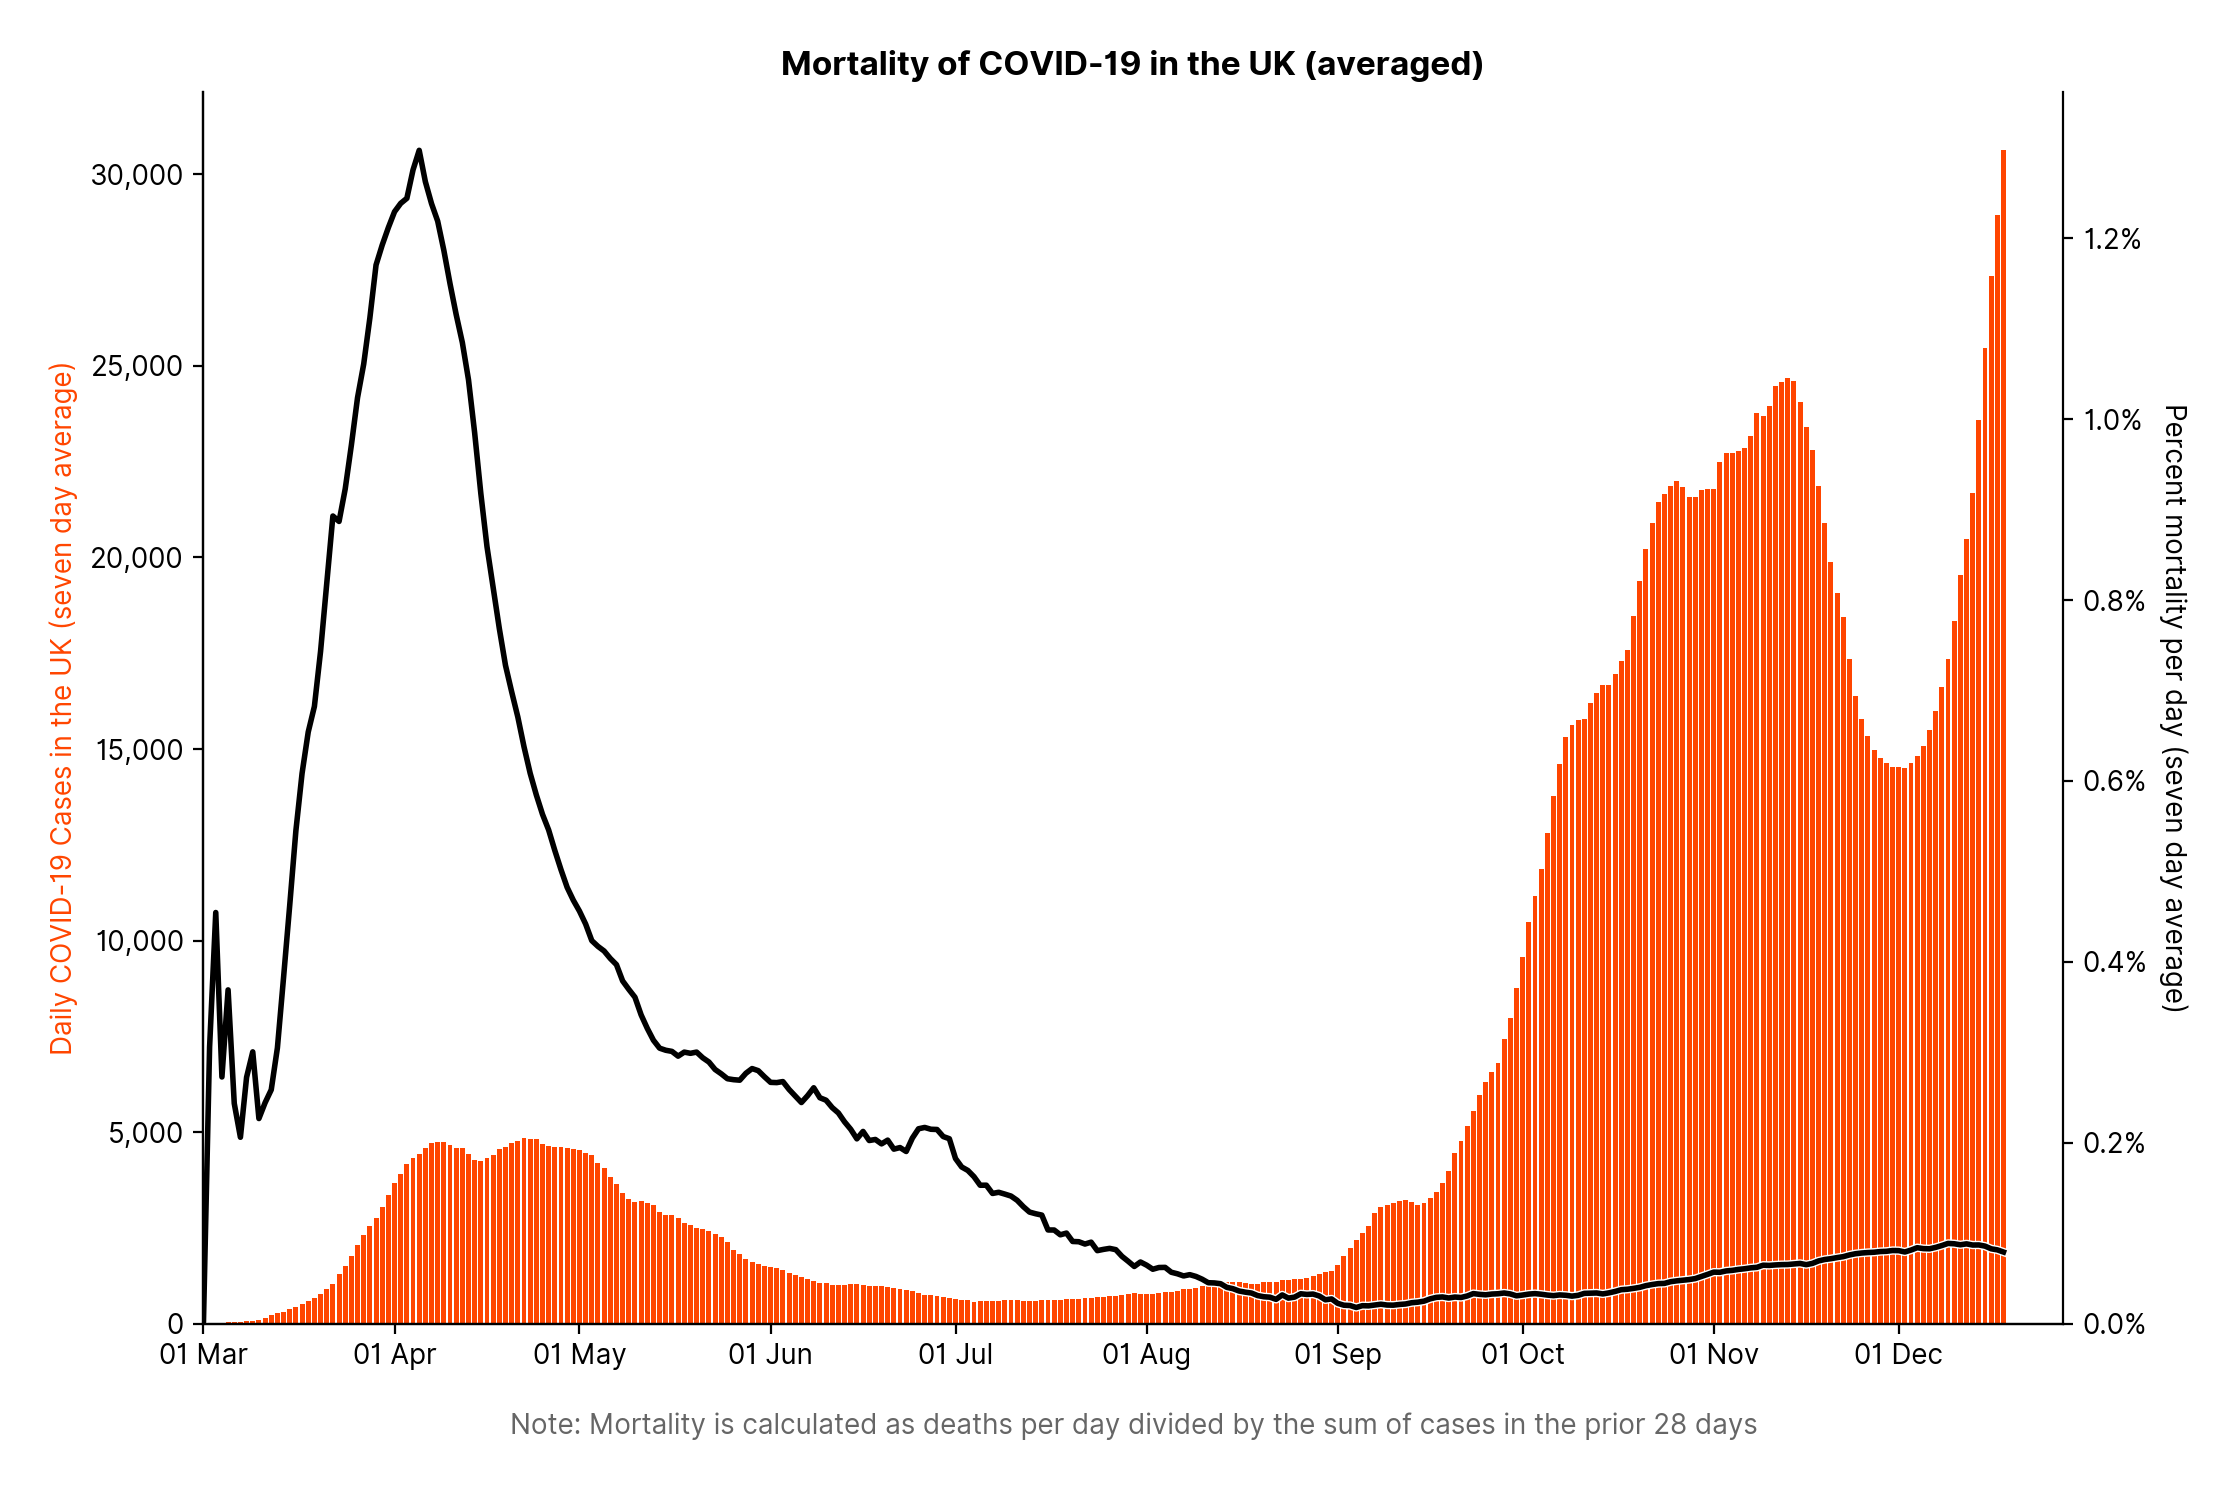 Mortality of COVID-19 in the UK (averaged)
Daily COVID-19 Cases in the UK (seven day average)
30,000
25,000
20,000
15,000
10,000
5,000
0
1.2%
1.0%
0.8%
0.6%
0.4%
0.2%
0.0%
Percent mortality per day (seven day average)
01 Mar
01 Apr
01 May
01 Jun
01 Jul
01 Aug
01 Sep
01 Oct
01 Nov
01 Dec
Note: Mortality is calculated as deaths per day divided by the sum of cases in the prior 28 days